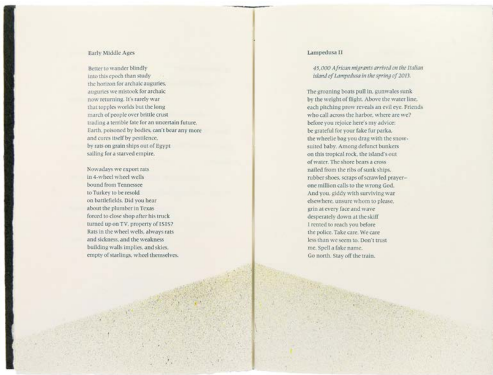 Early Middle Ages
Better to wander blindly
into this epoch than study
the horizon for archaic auguries,
auguries we mistook for archaic
now returning. It's rarely war
that topples worlds but the long
march of people over brittle crust
trailing a terrible fate for an uncertain future.
Earth, poisoned by bodies, can't bear any more
and cures itself by pestilence,
by rats on grain ships out of Egypt
sailing for a starved empire.
Nowadays we export rats
in 4-wheel wheel wells
bound from Tennessee
to Turkey to be resold
on battlefields. Did you hear
about the plumber in Texas
forced to close shop after his truck
turned up on TV, property of ISIS?
Rats in the wheel wells, always rats
and sickness, and the weakness
building walls implies, and skies,
empty of starlings, wheel themselves.
Lampedusa II
45,000 African migrants arrived on the Italian
island of Lampedusa in the spring of 2015.
The groaning boats pull in, gunwales sunk
by the weight of flight. Above the water line,
each pitching prow reveals an evil eye. Friends
who call across the harbor, where are we?
before you rejoice here's my advice:
be grateful for your fake fur parka,
the wheelie bag you drag with the snow-
suited baby. Among defunct bunkers
on this tropical rock, the island's out
of water. The shore bears a cross
nailed from the ribs of sunk ships,
rubber shoes, scraps of scrawled prayer—
one million calls to the wrong God.
And you, giddy with surviving war
elsewhere, unsure whom to please,
grin at every face and wave
desperately down at the skiff
I rented to reach you before
the police. Take care. We care
less than we seem to. Don't trust
me. Spell a fake name.
Go north. Stay off the train.